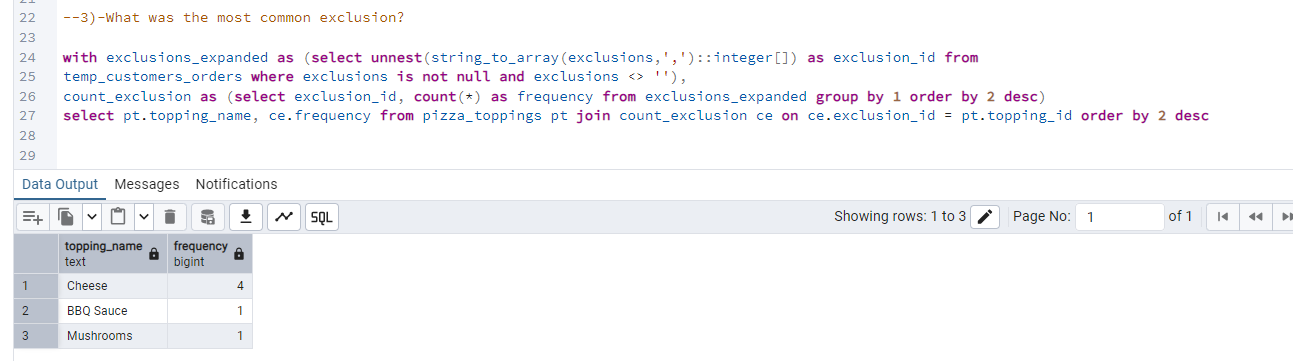 22 --3)-What was the most common exclusion?
23
24 with exclusions_expanded as (select unnest(string_to_array(exclusions,',')::integer[]) as exclusion_id from
25 temp_customers_orders where exclusions is not null and exclusions <> ''),
26 count_exclusion as (select exclusion_id, count(*) as frequency from exclusions_expanded group by 1 order by 2 desc)
27 select pt.topping_name, ce.frequency from pizza_toppings pt join count_exclusion ce on ce.exclusion_id = pt.topping_id order by 2 desc
28
29
Data Output Messages Notifications
SQL Showing rows: 1 to 3 Page No: 1 of 1
topping_name frequency
text bigint
1 Cheese 4
2 BBQ Sauce 1
3 Mushrooms 1